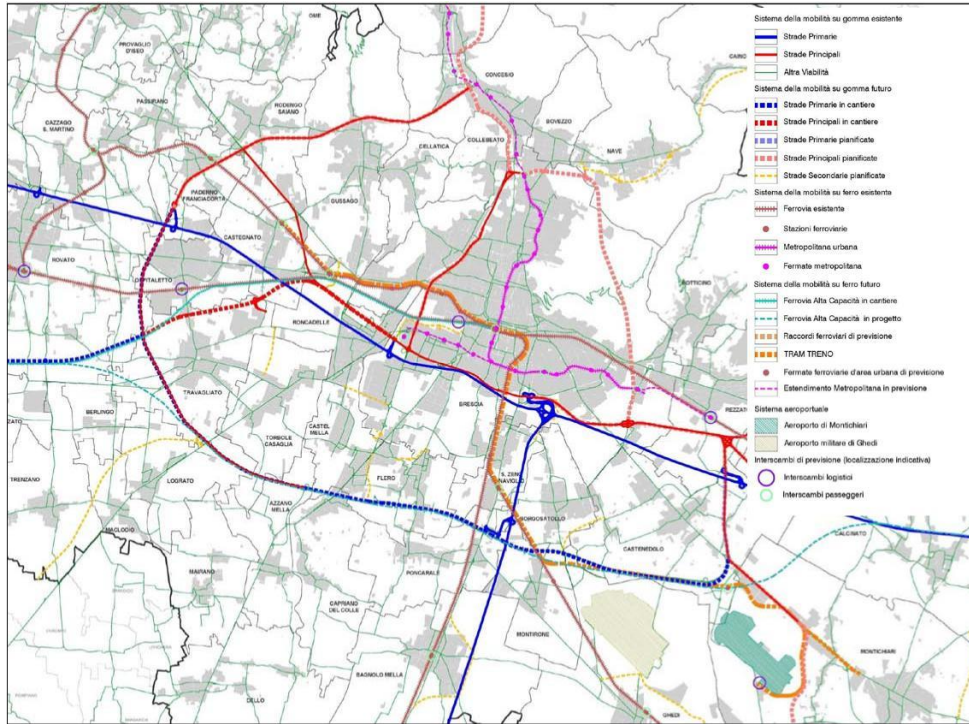 OME
PROVAGLIO
D'ISEO
CONCESIO
CAINO
PASSIRANO
RODENGO
SAIANO
BOVEZZO
CAZZAGO
S. MARTINO
COLLEBEATO
CELLATICA
NAVE
PADERNO
FRANCIACORTA
GUSSAGO
CASTEGNATO
ROVATO
OSPITALETTO
BOTTICINO
RONCADELLE
TRAVAGLIATO
BERLINGO
BRESCIA
REZZATO
CASTEL
MELLA
TORBOLE
CASAGLIA
TRENZANO
LOGRATO
FLERO
S. ZENO
NAVIGLIO
AZZANO
MELLA
BORGOSATOLLO
MACLODIO
CASTENEDOLO
CALCINATO
MAIRANO
PONCARALE
CAPRIANO
DEL COLLE
MONTIRONE
MONTICHIARI
BAGNOLO MELLA
DELLO
GHEDI
Sistema della mobilità su gomma esistente
Strade Primarie
Strade Principali
Altra Viabilità
Sistema della mobilità su gomma futuro
Strade Primarie in cantiere
Strade Principali in cantiere
Strade Primarie pianificate
Strade Principali pianificate
Strade Secondarie pianificate
Sistema della mobilità su ferro esistente
Ferrovia esistente
Stazioni ferroviarie
Metropolitana urbana
Fermate metropolitana
Sistema della mobilità su ferro futuro
Ferrovia Alta Capacità in cantiere
Ferrovia Alta Capacità in progetto
Raccordi ferroviari di previsione
TRAM TRENO
Fermate ferroviarie d'area urbana di previsione
Estendimento Metropolitana in previsione
Sistema aeroportuale
Aeroporto di Montichiari
Aeroporto militare di Ghedi
Interscambi di previsione (localizzazione indicativa)
Interscambi logistici
Interscambi passeggeri